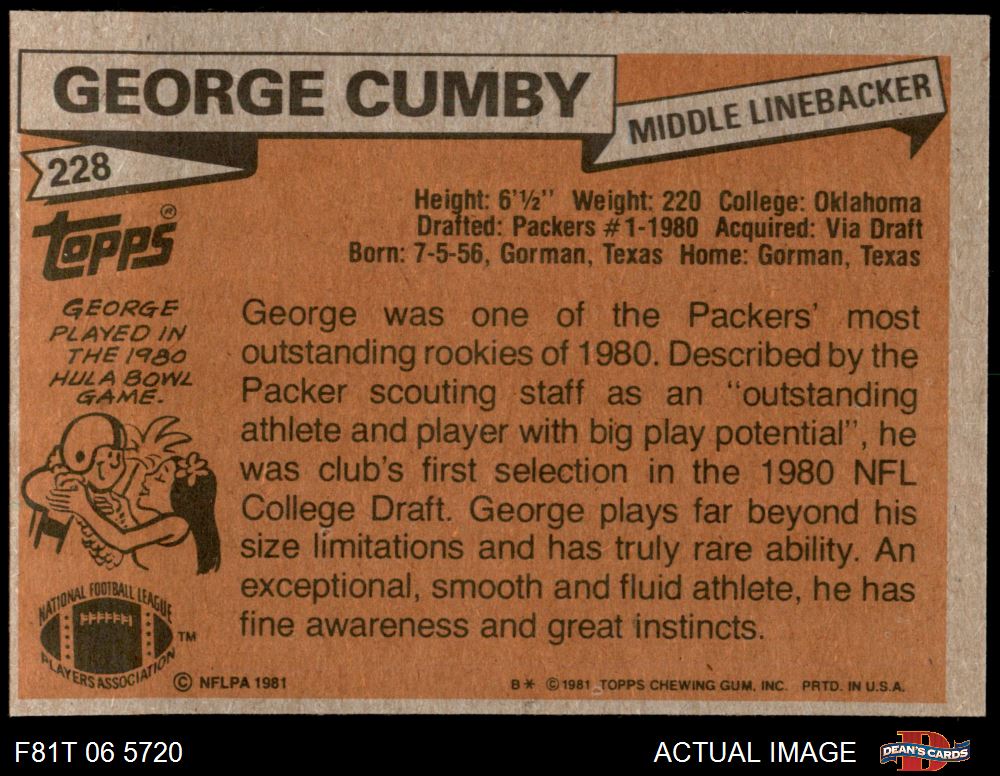 GEORGE CUMBY
MIDDLE LINEBACKER
228
Topps®
Height: 6'½'' Weight: 220 College: Oklahoma
Drafted: Packers #1-1980 Acquired: Via Draft
Born: 7-5-56, Gorman, Texas Home: Gorman, Texas
GEORGE
PLAYED IN
THE 1980
HULA BOWL
GAME.
George was one of the Packers' most
outstanding rookies of 1980. Described by the
Packer scouting staff as an "outstanding
athlete and player with big play potential", he
was club's first selection in the 1980 NFL
College Draft. George plays far beyond his
size limitations and has truly rare ability. An
exceptional, smooth and fluid athlete, he has
fine awareness and great instincts.
NATIONAL FOOTBALL LEAGUE
PLAYERS ASSOCIATION
TM
© NFLPA 1981
B* © 1981 TOPPS CHEWING GUM, INC. PRTD. IN U.S.A.
F81T 06 5720
ACTUAL IMAGE
DEAN'S CARDS